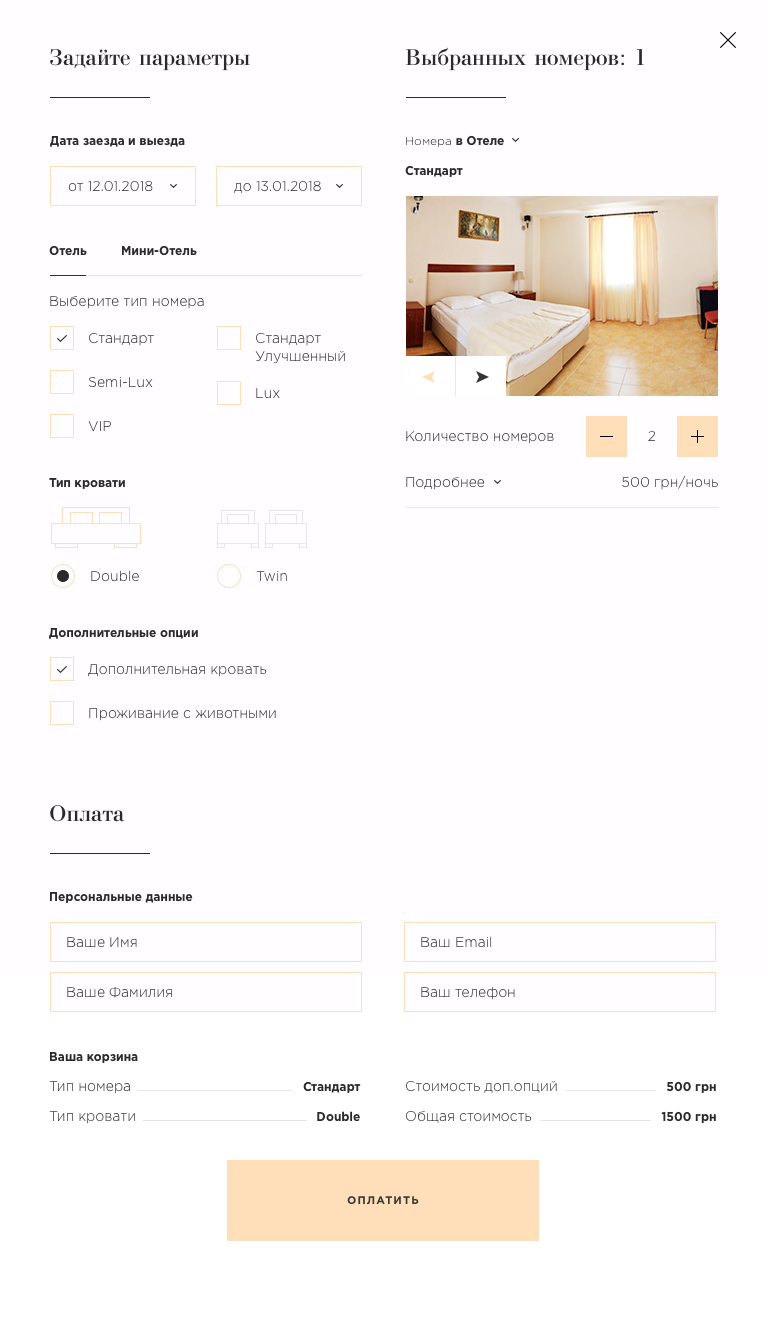 Задайте параметры
Выбранных номеров: 1
Дата заезда и выезда
от 12.01.2018
до 13.01.2018
Отель
Мини-Отель
Выберите тип номера
Стандарт
Стандарт
Улучшенный
Semi-Lux
Lux
VIP
Тип кровати
Double
Twin
Дополнительные опции
Дополнительная кровать
Проживание с животными
Номера в Отеле
Стандарт
Количество номеров
2
Подробнее
500 грн/ночь
Оплата
Персональные данные
Ваше Имя
Ваш Email
Ваше Фамилия
Ваш телефон
Ваша корзина
Тип номера Стандарт
Тип кровати Double
Стоимость доп.опций 500 грн
Общая стоимость 1500 грн
ОПЛАТИТЬ